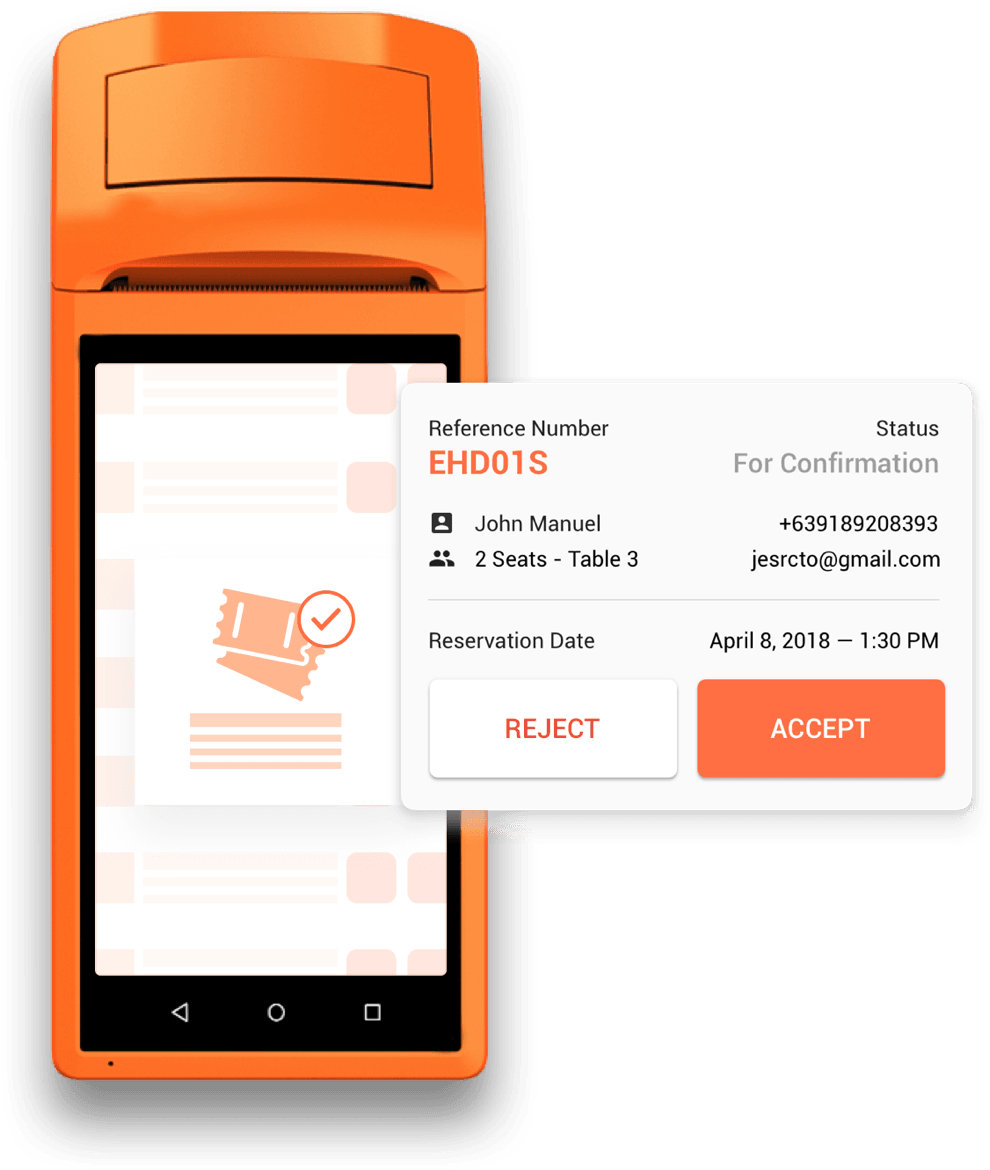 Reference Number Status
EHD01S For Confirmation
John Manuel +639189208393
2 Seats - Table 3 jesrcto@gmail.com
Reservation Date April 8, 2018 — 1:30 PM
REJECT ACCEPT